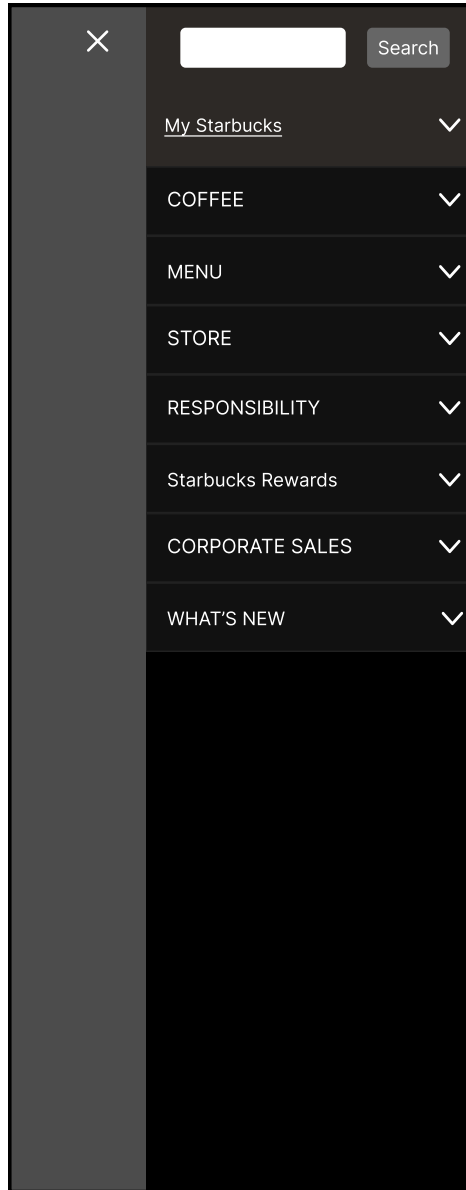 Search
My Starbucks
COFFEE
MENU
STORE
RESPONSIBILITY
Starbucks Rewards
CORPORATE SALES
WHAT’S NEW